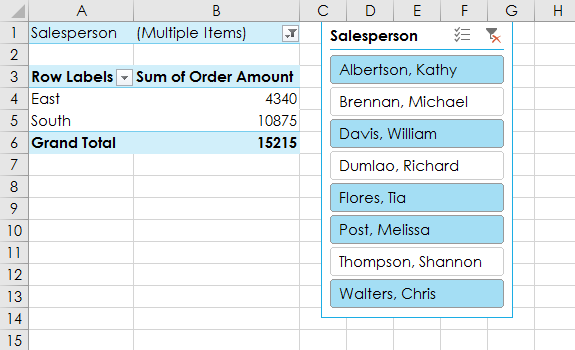 A B C D E F G H
1 Salesperson (Multiple Items) Salesperson
2
3 Row Labels Sum of Order Amount Albertson, Kathy
4 East 4340 Brennan, Michael
5 South 10875 Davis, William
6 Grand Total 15215 Dumlao, Richard
7
8 Flores, Tia
9
10 Post, Melissa
11
12 Thompson, Shannon
13 Walters, Chris
14
15